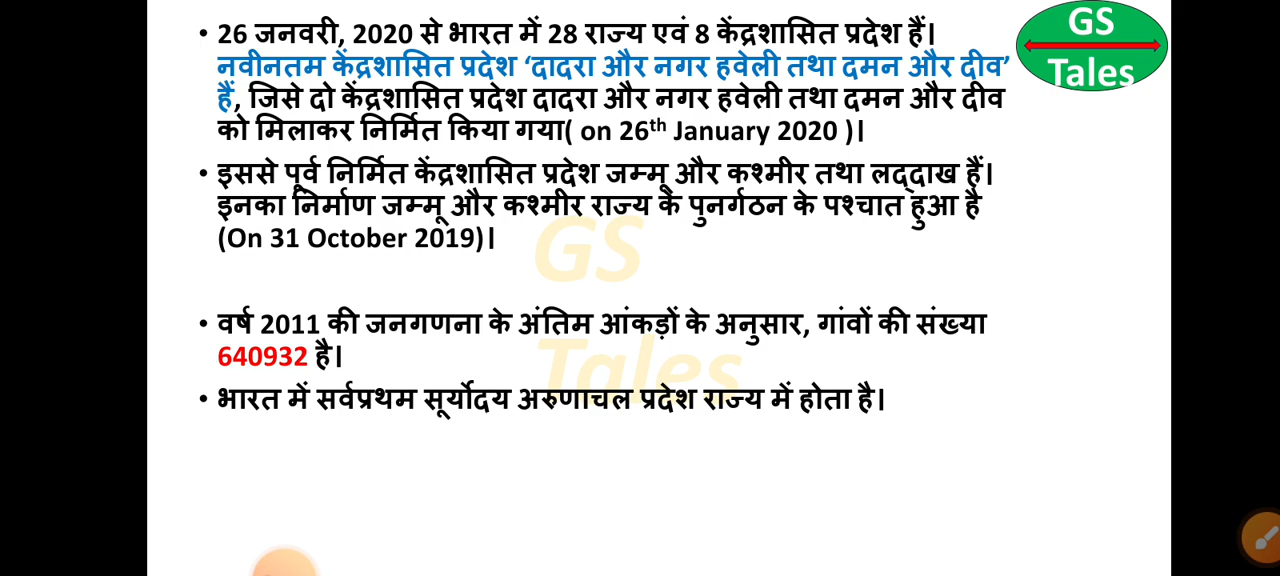 • 26 जनवरी, 2020 से भारत में 28 राज्य एवं 8 केंद्रशासित प्रदेश हैं।
नवीनतम केंद्रशासित प्रदेश ‘दादरा और नगर हवेली तथा दमन और दीव’
हैं, जिसे दो केंद्रशासित प्रदेश दादरा और नगर हवेली तथा दमन और दीव
को मिलाकर निर्मित किया गया( on 26th January 2020 )।
• इससे पूर्व निर्मित केंद्रशासित प्रदेश जम्मू और कश्मीर तथा लद्दाख हैं।
इनका निर्माण जम्मू और कश्मीर राज्य के पुनर्गठन के पश्चात हुआ है
(On 31 October 2019)।
• वर्ष 2011 की जनगणना के अंतिम आंकड़ों के अनुसार, गांवों की संख्या
640932 है।
• भारत में सर्वप्रथम सूर्योदय अरुणाचल प्रदेश राज्य में होता है।
GS
Tales
GS
Tales